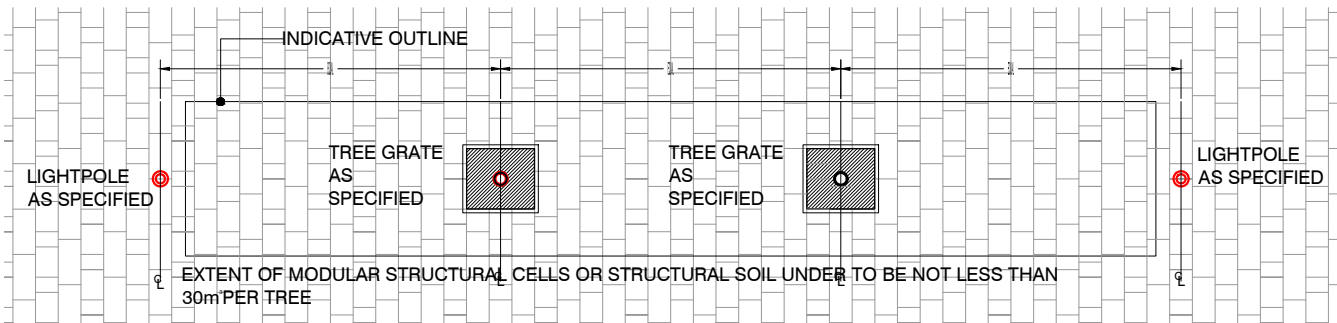 INDICATIVE OUTLINE
TREE GRATE
AS
SPECIFIED
TREE GRATE
AS
SPECIFIED
LIGHTPOLE
AS SPECIFIED
LIGHTPOLE
AS SPECIFIED
EXTENT OF MODULAR STRUCTURAL CELLS OR STRUCTURAL SOIL UNDER TO BE NOT LESS THAN
30m³PER TREE